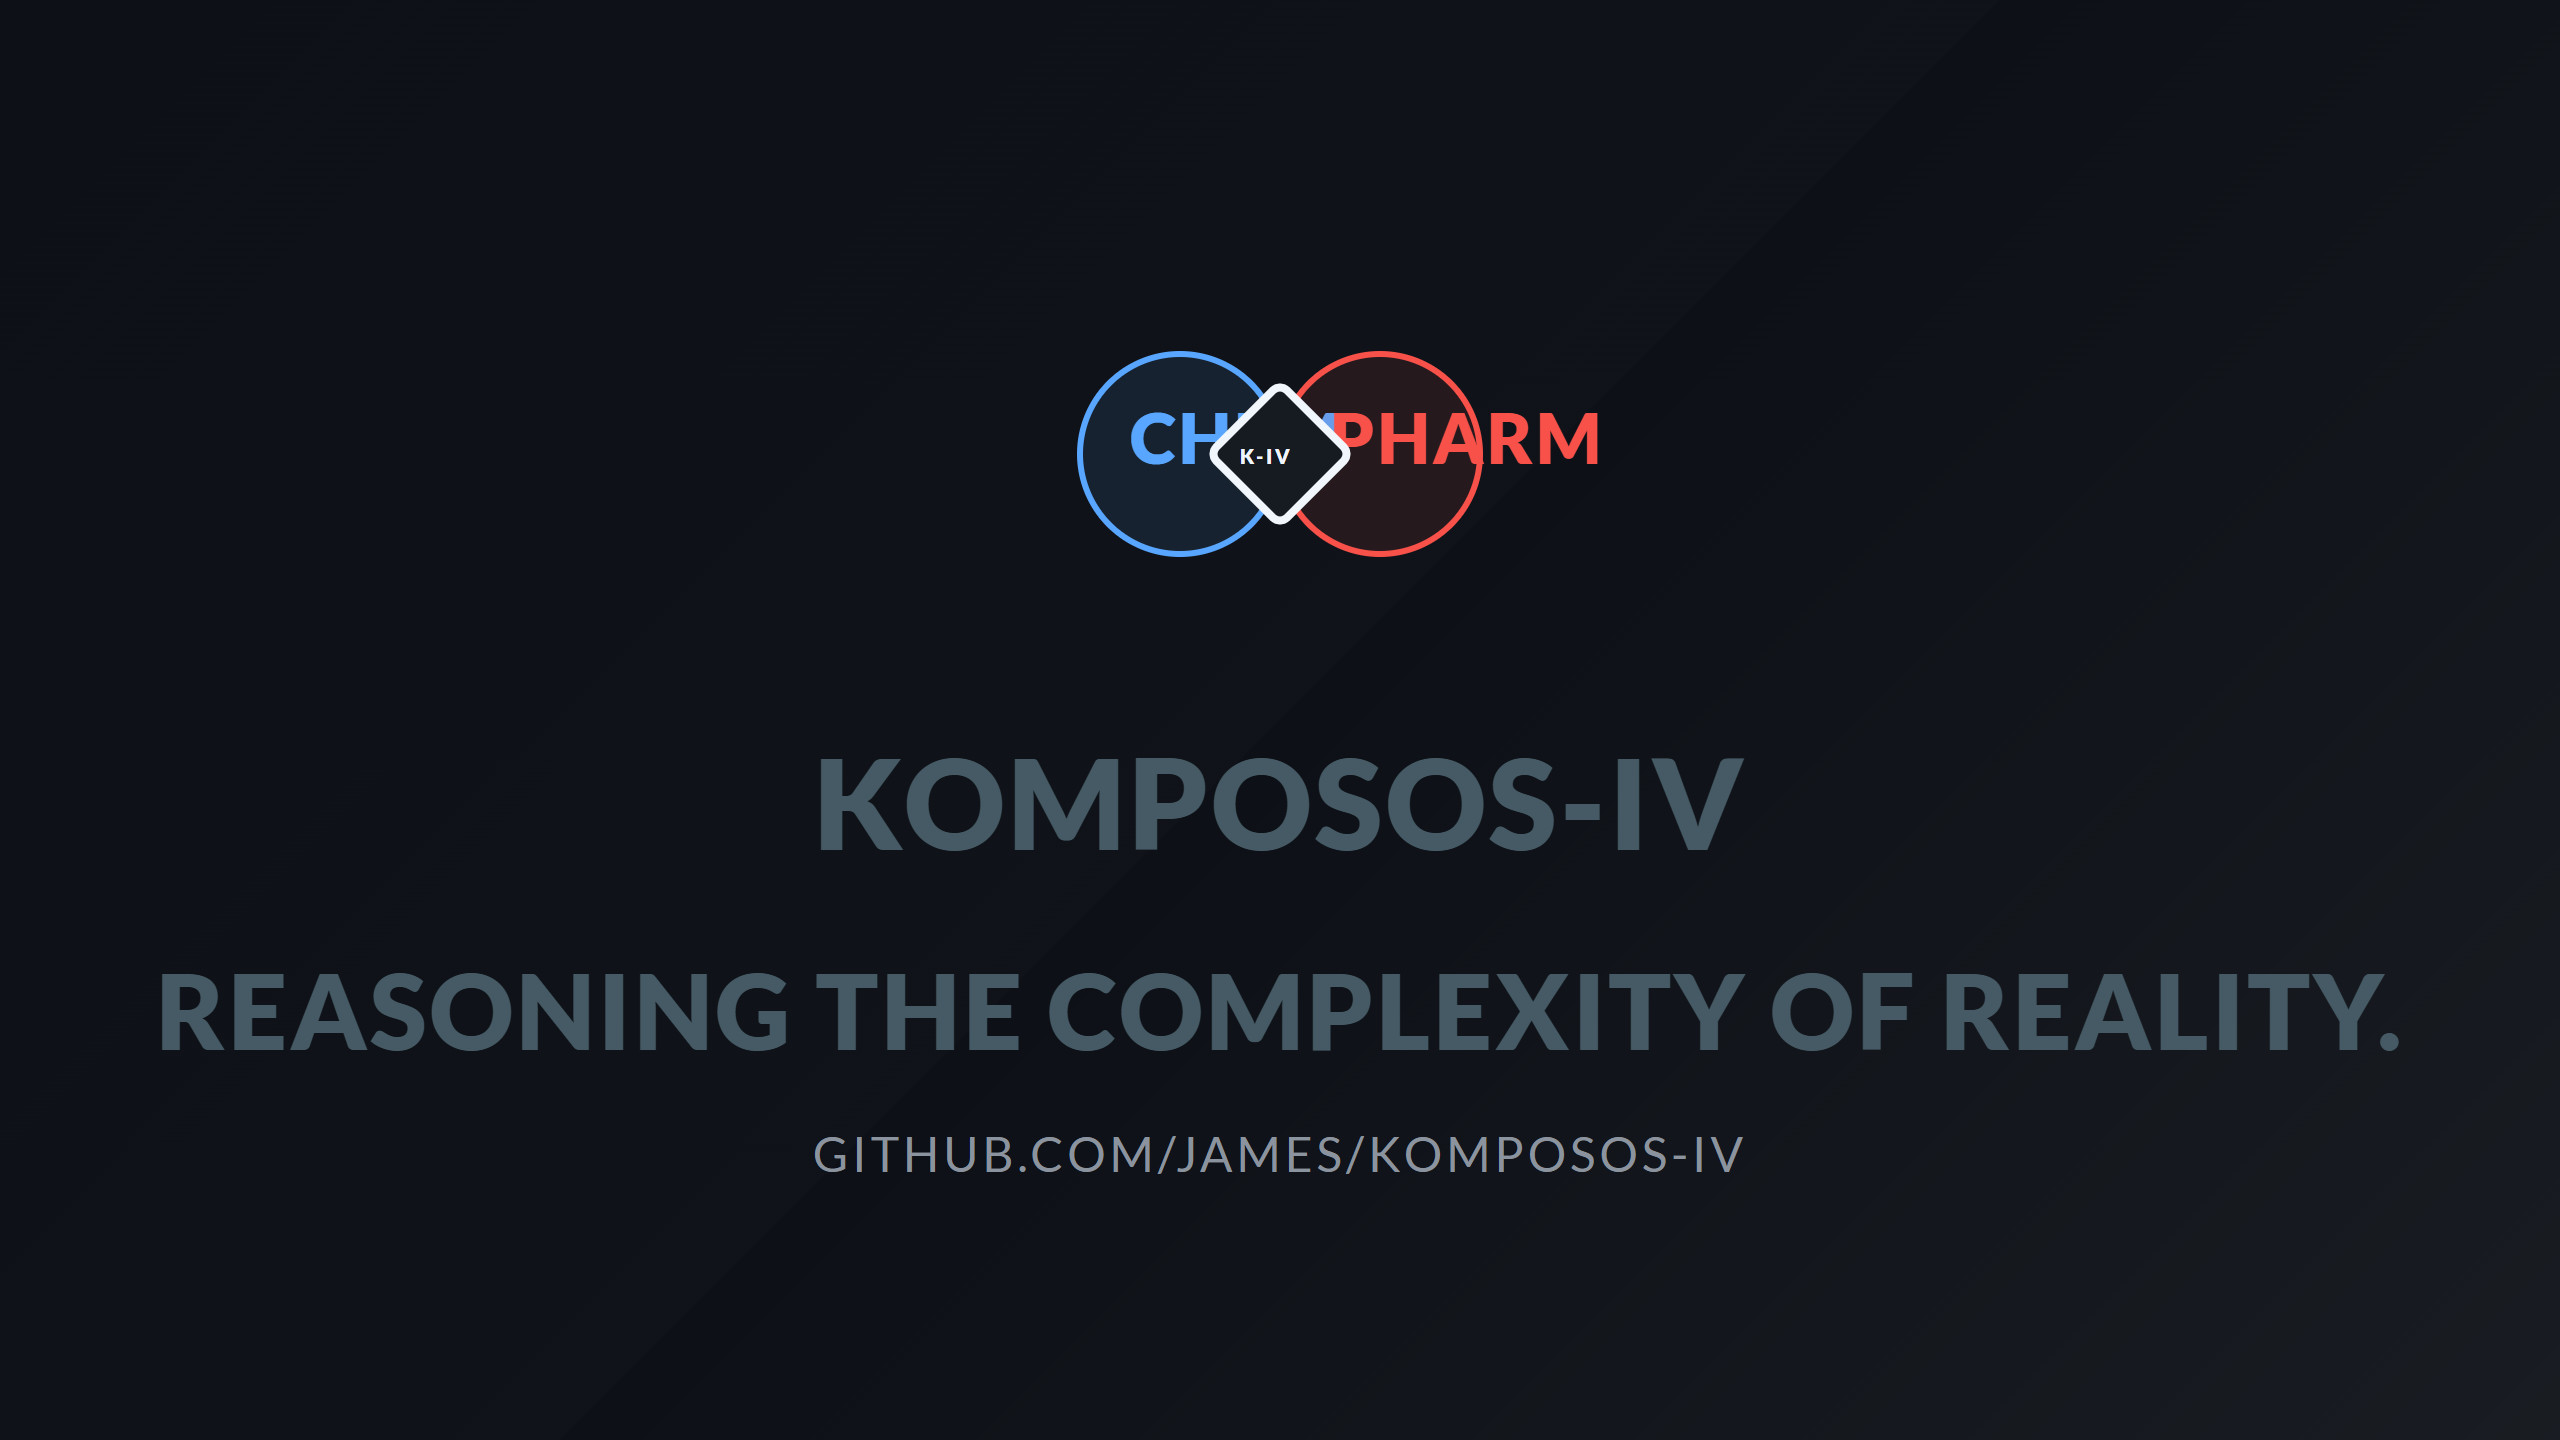 CH
PHARM
K-IV
KOMPOSOS-IV
REASONING THE COMPLEXITY OF REALITY.
GITHUB.COM/JAMES/KOMPOSOS-IV